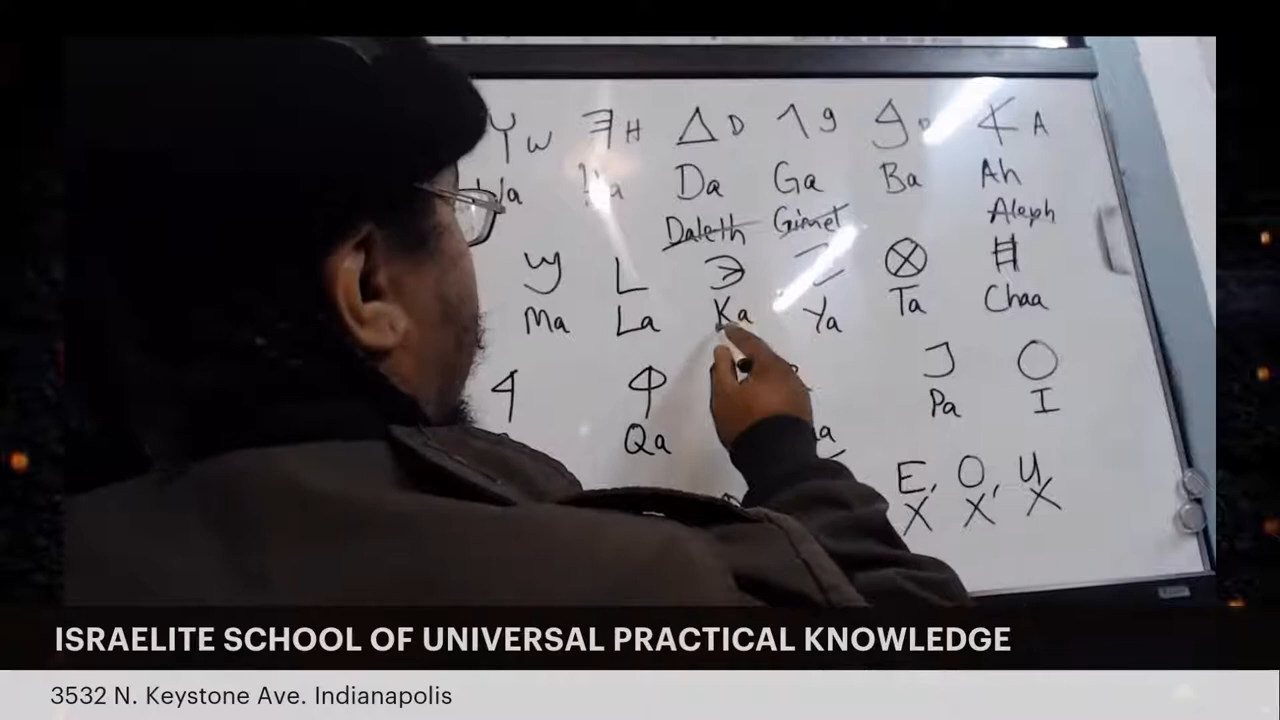 𐤅 W 𐤄 H 𐤃 D 𐤂 g 𐤁 𐤀 A
Da Ga Ba Ah
Daleth Gimel Aleph
𐤌 𐤋 𐤊 𐤈 𐤇
Ma La Ka Ya Ta Chaa
𐤓 𐤒 𐤐 𐤏
Qa Pa I
E, O, U
X X X
ISRAELITE SCHOOL OF UNIVERSAL PRACTICAL KNOWLEDGE
3532 N. Keystone Ave. Indianapolis